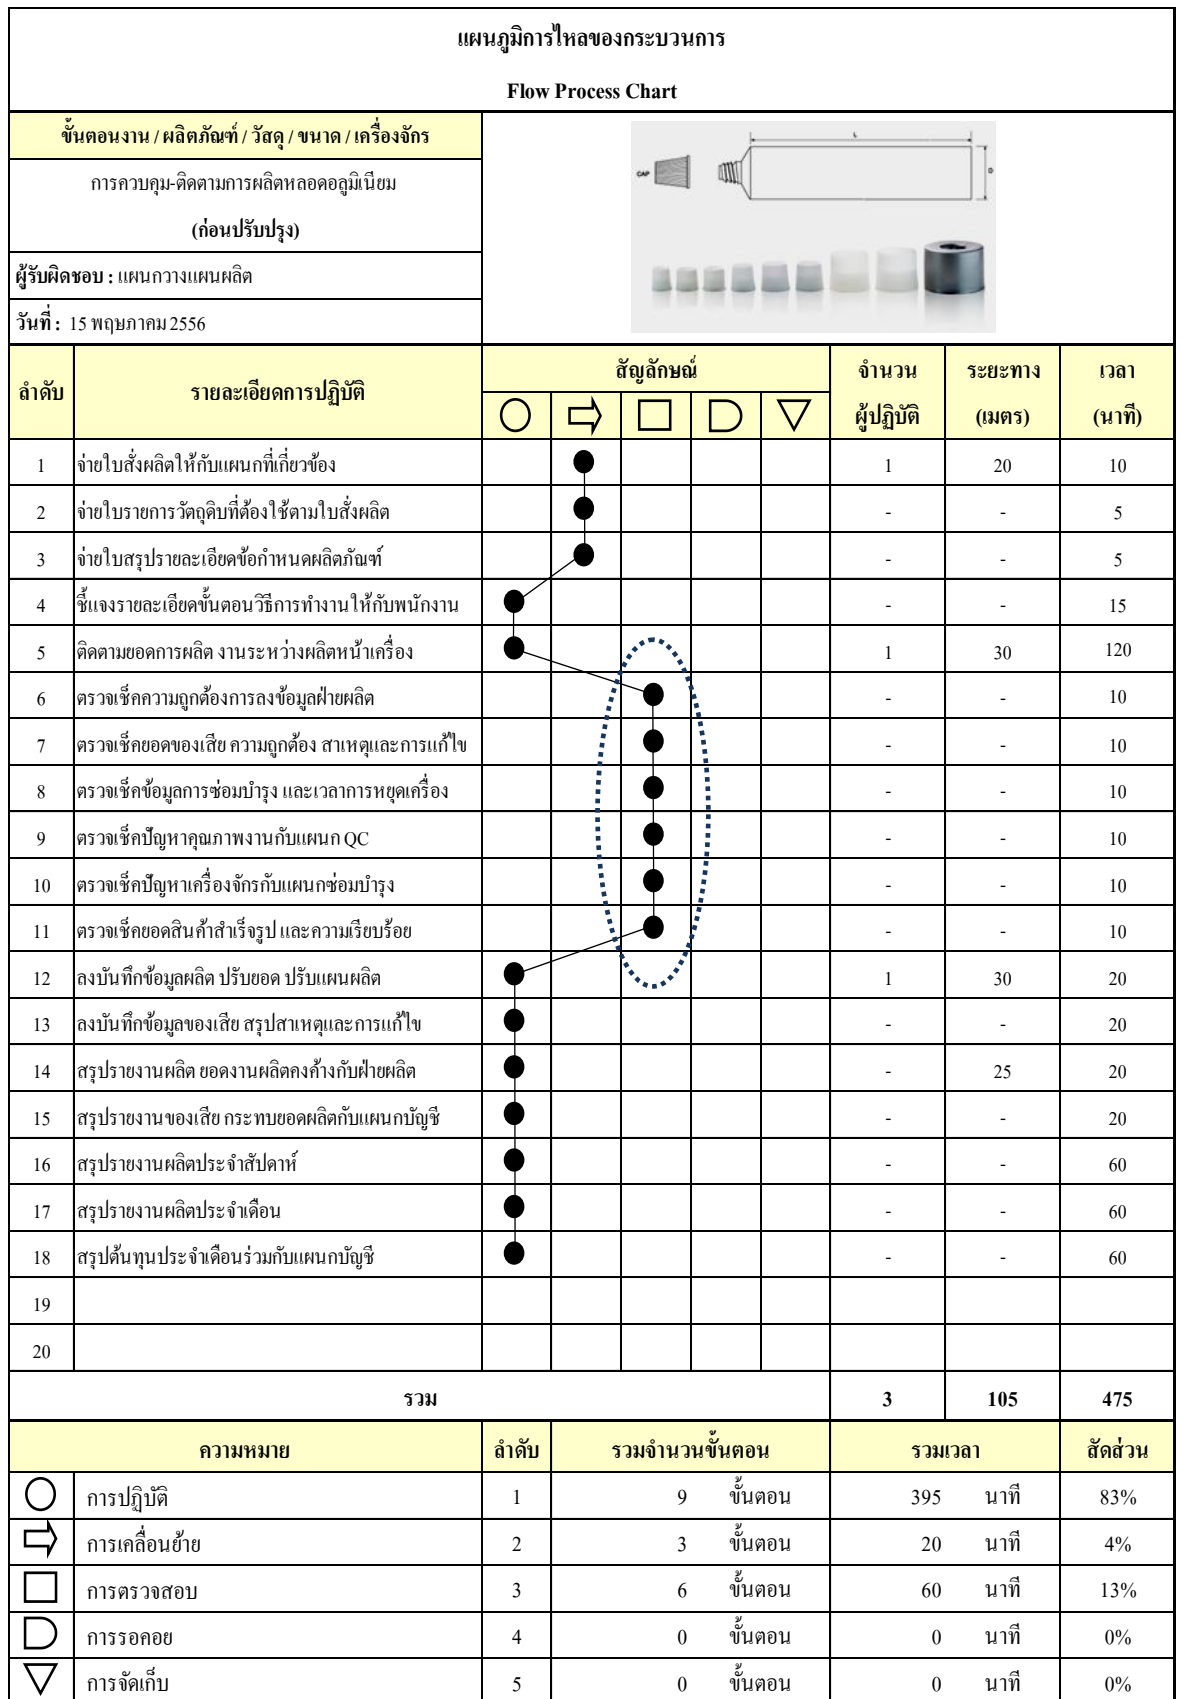 แผนภูมิการไหลของกระบวนการ
Flow Process Chart
ขั้นตอนงาน / ผลิตภัณฑ์ / วัสดุ / ขนาด / เครื่องจักร
การควบคุม-ติดตามการผลิตหลอดอลูมิเนียม
(ก่อนปรับปรุง)
ผู้รับผิดชอบ : แผนกวางแผนผลิต
วันที่ : 15 พฤษภาคม 2556
CAP
L
D
ลำดับ รายละเอียดการปฏิบัติ สัญลักษณ์ จำนวน ระยะทาง เวลา
ผู้ปฏิบัติ (เมตร) (นาที)
1 จ่ายใบสั่งผลิตให้กับแผนกที่เกี่ยวข้อง 1 20 10
2 จ่ายใบรายการวัตถุดิบที่ต้องใช้ตามใบสั่งผลิต - - 5
3 จ่ายใบสรุปรายละเอียดข้อกำหนดผลิตภัณฑ์ - - 5
4 ชี้แจงรายละเอียดขั้นตอนวิธีการทำงานให้กับพนักงาน - - 15
5 ติดตามยอดการผลิต งานระหว่างผลิตหน้าเครื่อง 1 30 120
6 ตรวจเช็คความถูกต้องการลงข้อมูลฝ่ายผลิต - - 10
7 ตรวจเช็คยอดของเสีย ความถูกต้อง สาเหตุและการแก้ไข - - 10
8 ตรวจเช็คข้อมูลการซ่อมบำรุง และเวลาการหยุดเครื่อง - - 10
9 ตรวจเช็คปัญหาคุณภาพงานกับแผนก QC - - 10
10 ตรวจเช็คปัญหาเครื่องจักรกับแผนกซ่อมบำรุง - - 10
11 ตรวจเช็คยอดสินค้าสำเร็จรูป และความเรียบร้อย - - 10
12 ลงบันทึกข้อมูลผลิต ปรับยอด ปรับแผนผลิต 1 30 20
13 ลงบันทึกข้อมูลของเสีย สรุปสาเหตุและการแก้ไข - - 20
14 สรุปรายงานผลิต ยอดงานผลิตคงค้างกับฝ่ายผลิต - 25 20
15 สรุปรายงานของเสีย กระทบยอดผลิตกับแผนกบัญชี - - 20
16 สรุปรายงานผลิตประจำสัปดาห์ - - 60
17 สรุปรายงานผลิตประจำเดือน - - 60
18 สรุปต้นทุนประจำเดือนร่วมกับแผนกบัญชี - - 60
19
20
รวม 3 105 475
ความหมาย ลำดับ รวมจำนวนขั้นตอน รวมเวลา สัดส่วน
การปฏิบัติ 1 9 ขั้นตอน 395 นาที 83%
การเคลื่อนย้าย 2 3 ขั้นตอน 20 นาที 4%
การตรวจสอบ 3 6 ขั้นตอน 60 นาที 13%
การรอคอย 4 0 ขั้นตอน 0 นาที 0%
การจัดเก็บ 5 0 ขั้นตอน 0 นาที 0%